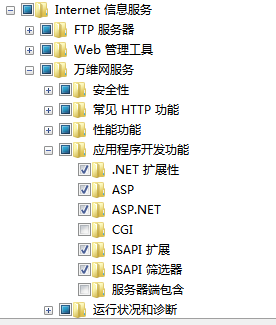 Internet 信息服务
FTP 服务器
Web 管理工具
万维网服务
安全性
常见 HTTP 功能
性能功能
应用程序开发功能
.NET 扩展性
ASP
ASP.NET
CGI
ISAPI 扩展
ISAPI 筛选器
服务器端包含
运行状况和诊断